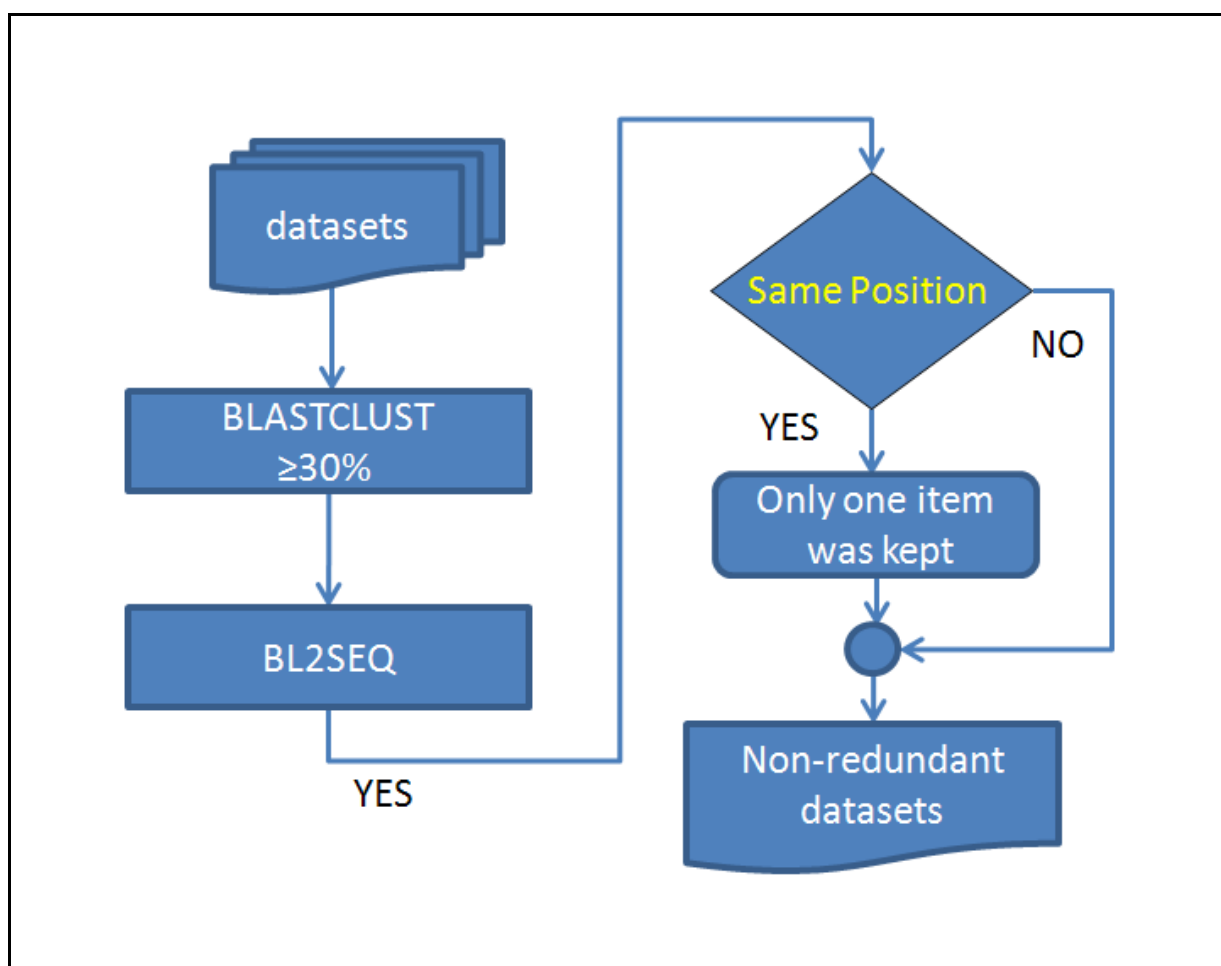 datasets
BLASTCLUST
≥30%
BL2SEQ
YES
Same Position
NO
YES
Only one item
was kept
Non-redundant
datasets